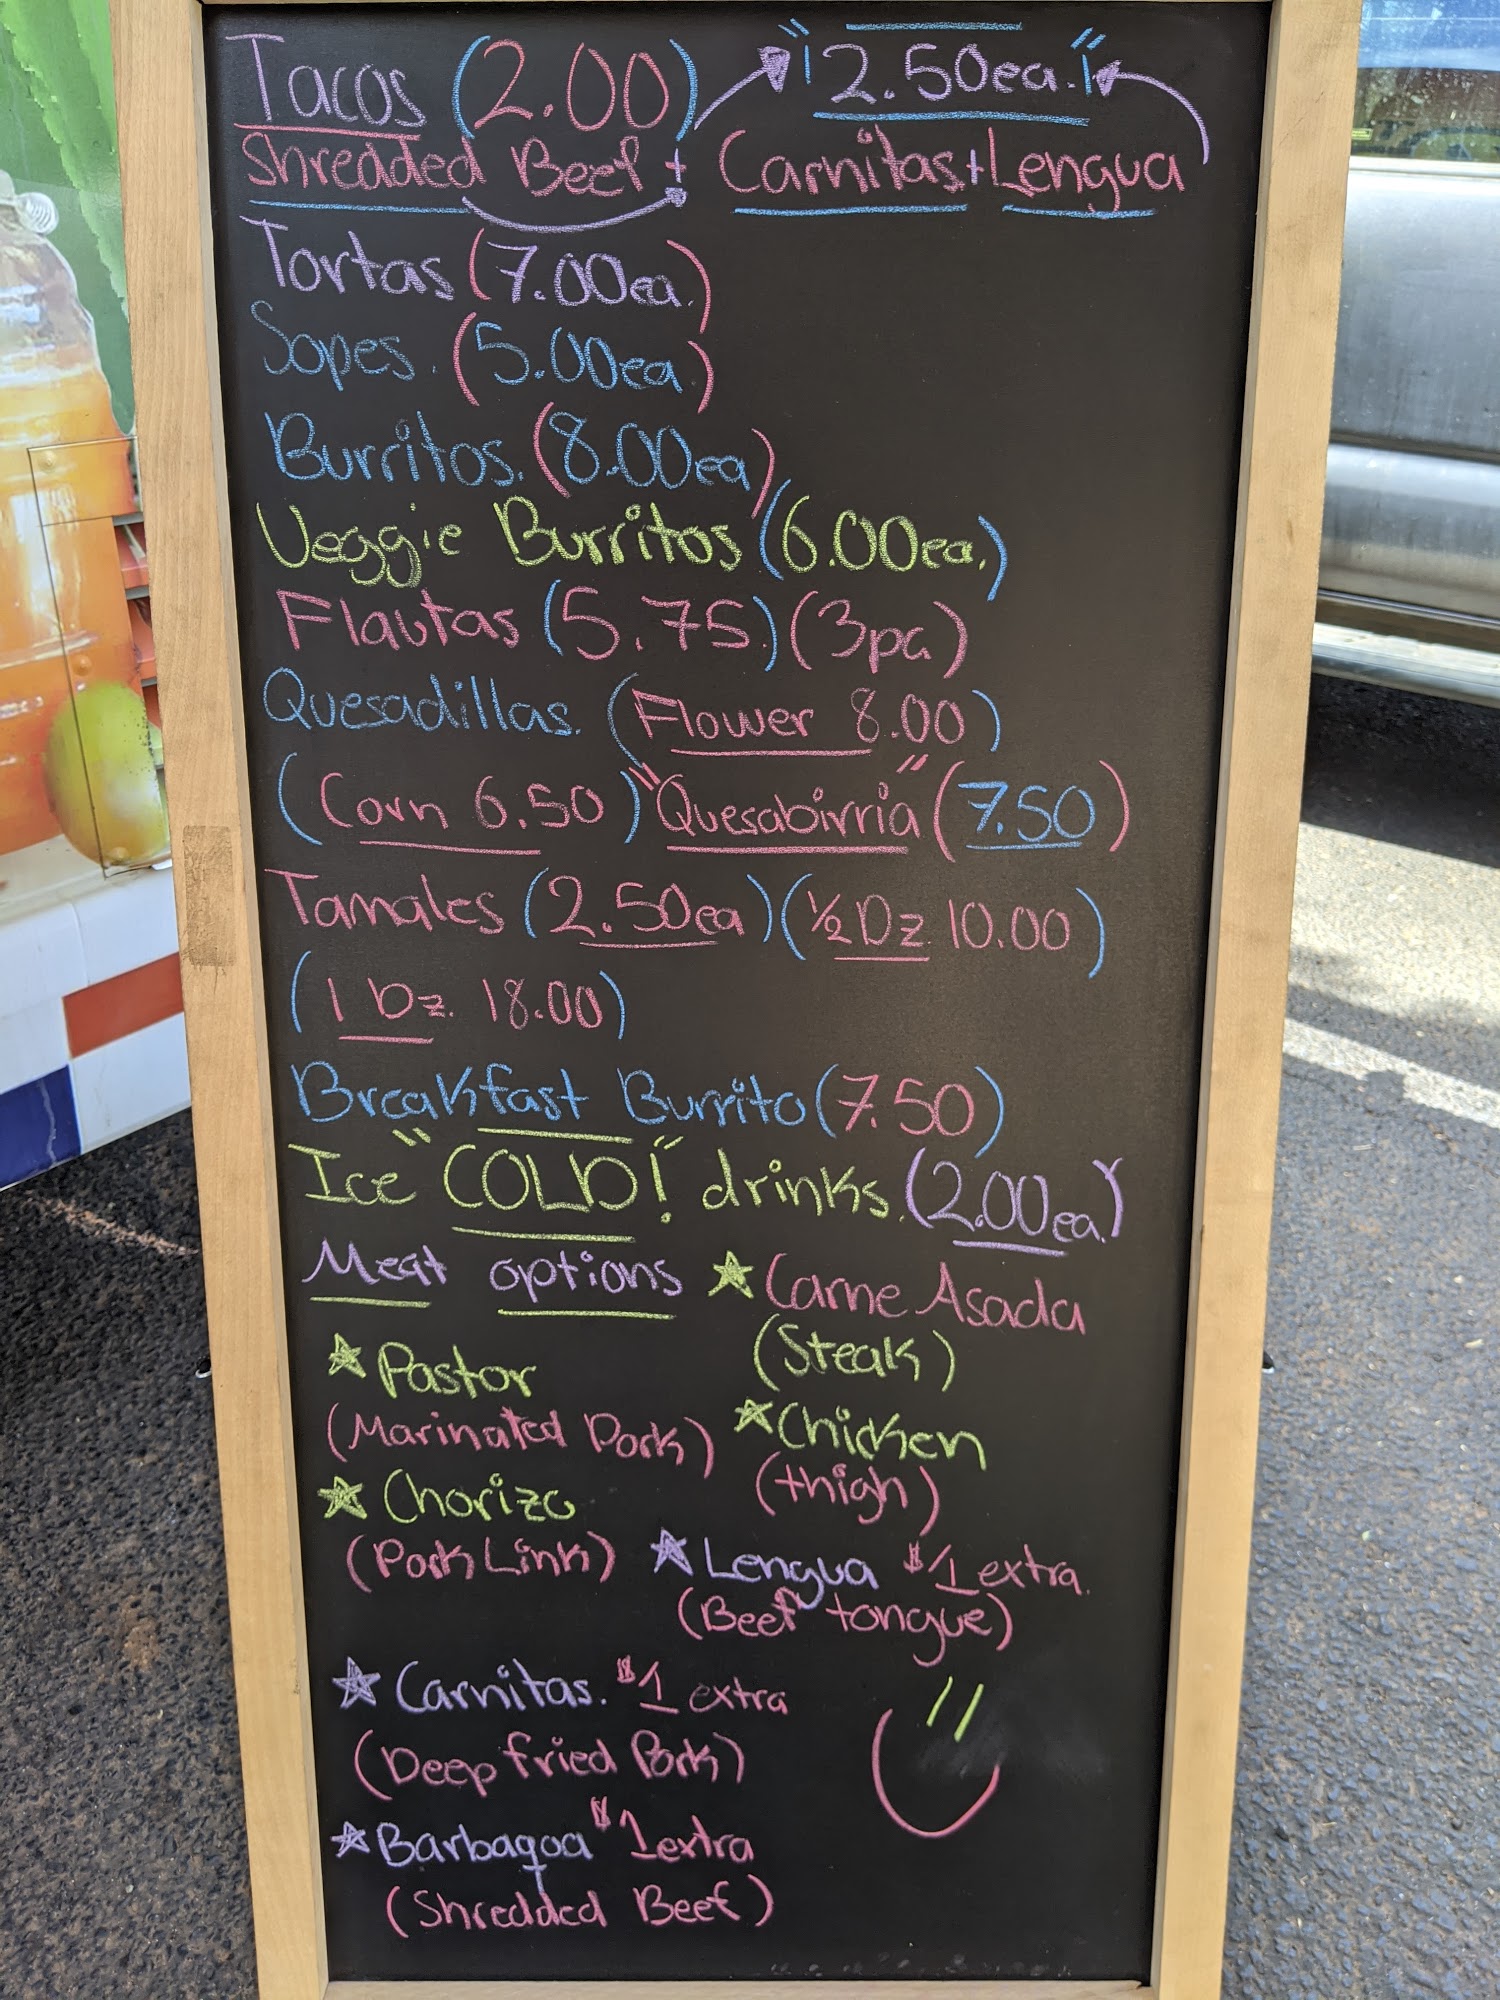 Tacos (2.00) "¡2.50ea.!"
Shredded Beef + Carnitas + Lengua
Tortas (7.00ea.)
Sopes. (5.00ea.)
Burritos. (8.00ea)
Veggie Burritos (6.00ea.)
Flautas (5.75) (3pc.)
Quesadillas. (Flower 8.00)
(Corn 6.50) "Quesabirria" (7.50)
Tamales (2.50ea) (½ Dz. 10.00)
(1 Dz. 18.00)
Breakfast Burrito (7.50)
Ice "COLD!" drinks. (2.00ea.)
Meat options
★ Carne Asada
(Steak)
★ Pastor
(Marinated Pork)
★ Chicken
(thigh)
★ Chorizo
(Pork Link)
★ Lengua $1 extra.
(Beef tongue)
★ Carnitas. $1 extra
(Deep fried Pork)
★ Barbaqoa $1 extra
(Shredded Beef)